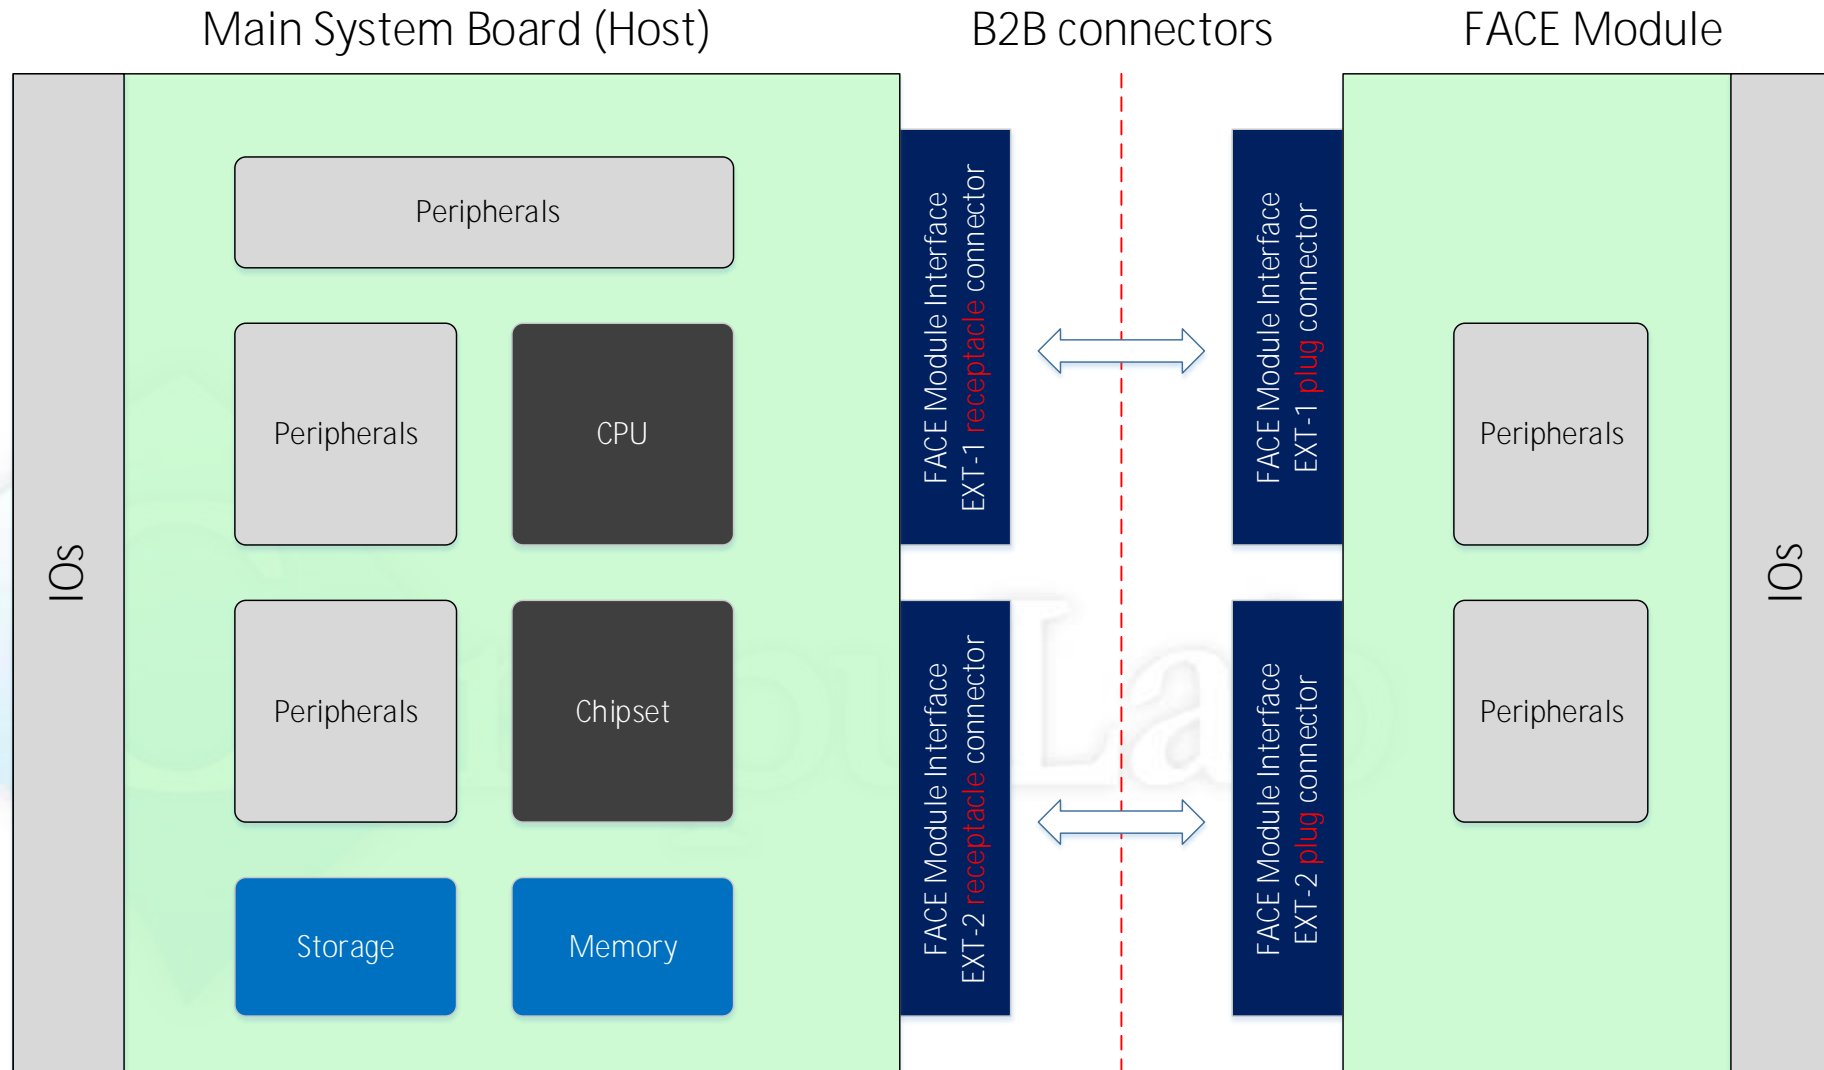 Main System Board (Host)
B2B connectors
FACE Module
IOs
Peripherals
Peripherals
CPU
Peripherals
Chipset
Storage
Memory
FACE Module Interface
EXT-1 receptacle connector
FACE Module Interface
EXT-2 receptacle connector
FACE Module Interface
EXT-1 plug connector
FACE Module Interface
EXT-2 plug connector
Peripherals
Peripherals
IOs